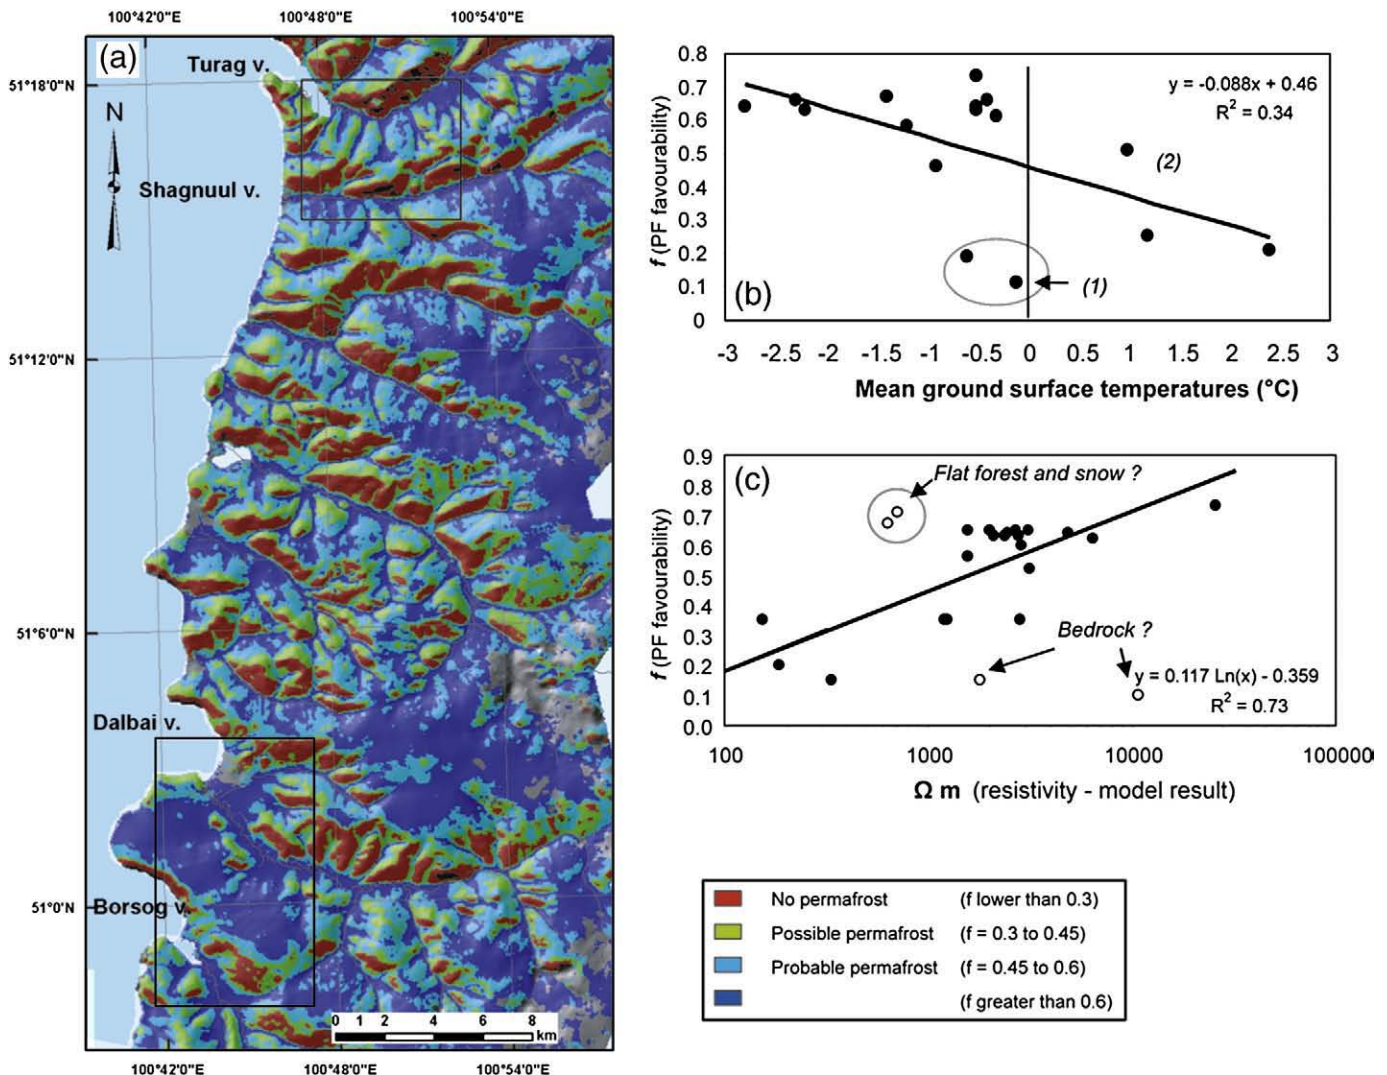 100°42'0"E 100°48'0"E 100°54'0"E
(a)
Turag v.
51°18'0"N
N
Shagnuul v.
51°12'0"N
51°6'0"N
Dalbai v.
Borsog v.
51°0'N
0 1 2 4 6 8
km
100°42'0"E 100°48'0"E 100°54'0"E
0.8
0.7
0.6
0.5
0.4
0.3
0.2
0.1
0
f (PF favourability)
y = -0.088x + 0.46
R² = 0.34
(2)
(1)
(b)
-3 -2.5 -2 -1.5 -1 -0.5 0 0.5 1 1.5 2 2.5 3
Mean ground surface temperatures (°C)
0.9
0.8
0.7
0.6
0.5
0.4
0.3
0.2
0.1
0.0
f (PF favourability)
(c)
Flat forest and snow ?
Bedrock ?
y = 0.117 Ln(x) - 0.359
R² = 0.73
100 1000 10000 100000
Ω m (resistivity - model result)
No permafrost (f lower than 0.3)
Possible permafrost (f = 0.3 to 0.45)
Probable permafrost (f = 0.45 to 0.6)
(f greater than 0.6)